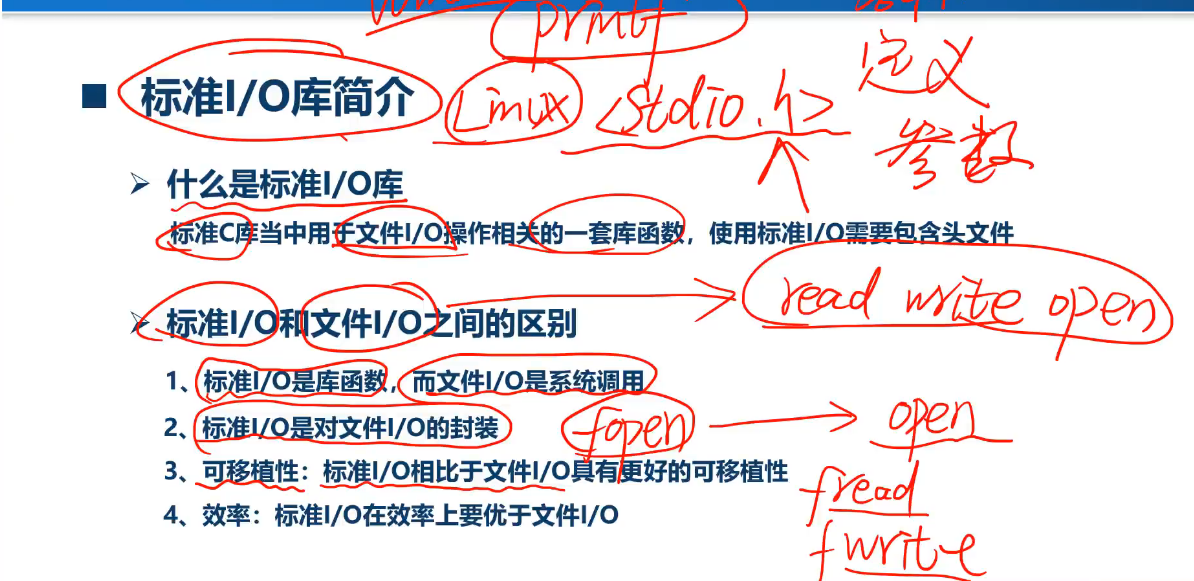 printf
定义
■ 标准I/O库简介 Linux <stdio.h>
参数
➢ 什么是标准I/O库
标准C库当中用于文件I/O操作相关的一套库函数，使用标准I/O需要包含头文件
read write open
➢ 标准I/O和文件I/O之间的区别
1、标准I/O是库函数，而文件I/O是系统调用
2、标准I/O是对文件I/O的封装 fopen open
3、可移植性：标准I/O相比于文件I/O具有更好的可移植性
fread
4、效率：标准I/O在效率上要优于文件I/O
fwrite